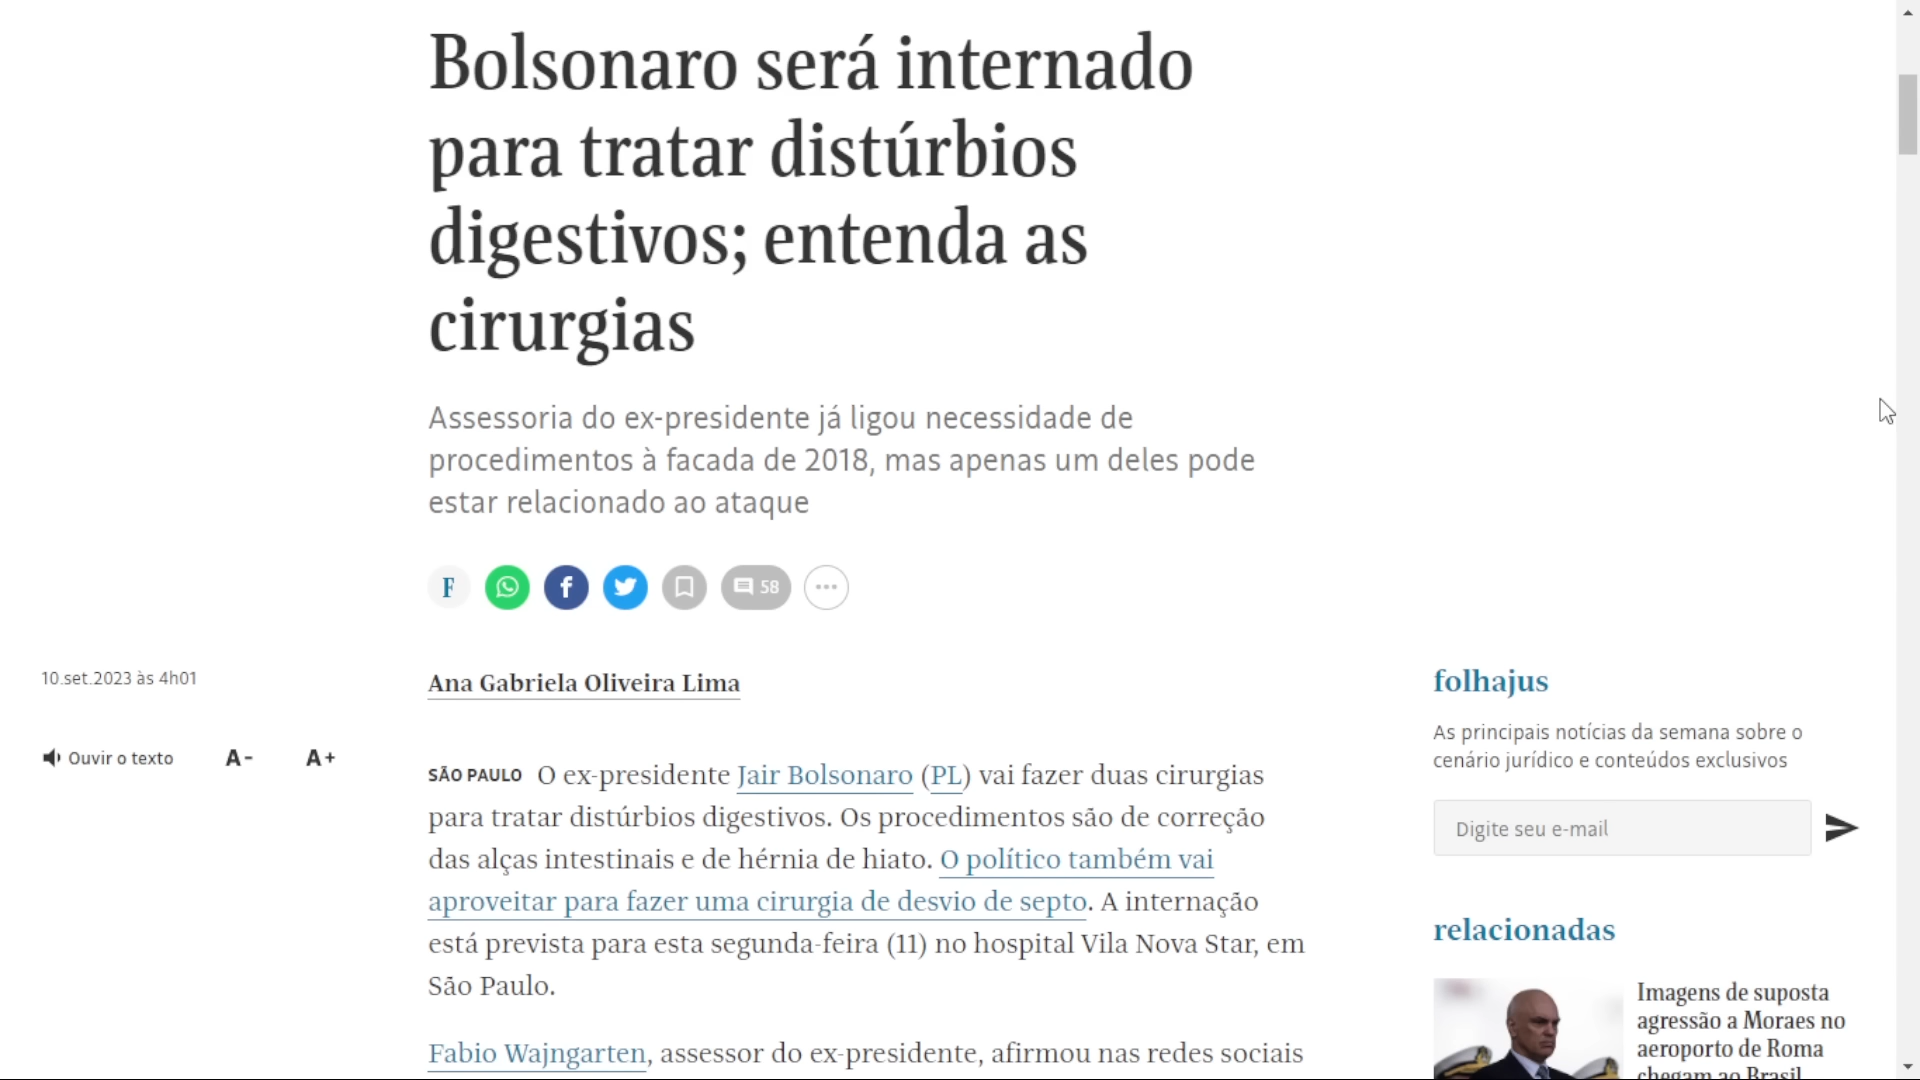 Bolsonaro será internado
para tratar distúrbios
digestivos; entenda as
cirurgias
Assessoria do ex-presidente já ligou necessidade de
procedimentos à facada de 2018, mas apenas um deles pode
estar relacionado ao ataque
F
58
10.set.2023 às 4h01
Ouvir o texto A- A+
Ana Gabriela Oliveira Lima
SÃO PAULO O ex-presidente Jair Bolsonaro (PL) vai fazer duas cirurgias
para tratar distúrbios digestivos. Os procedimentos são de correção
das alças intestinais e de hérnia de hiato. O político também vai
aproveitar para fazer uma cirurgia de desvio de septo. A internação
está prevista para esta segunda-feira (11) no hospital Vila Nova Star, em
São Paulo.
Fabio Wajngarten, assessor do ex-presidente, afirmou nas redes sociais
folhajus
As principais notícias da semana sobre o
cenário jurídico e conteúdos exclusivos
Digite seu e-mail
relacionadas
Imagens de suposta
agressão a Moraes no
aeroporto de Roma
chegam ao Brasil